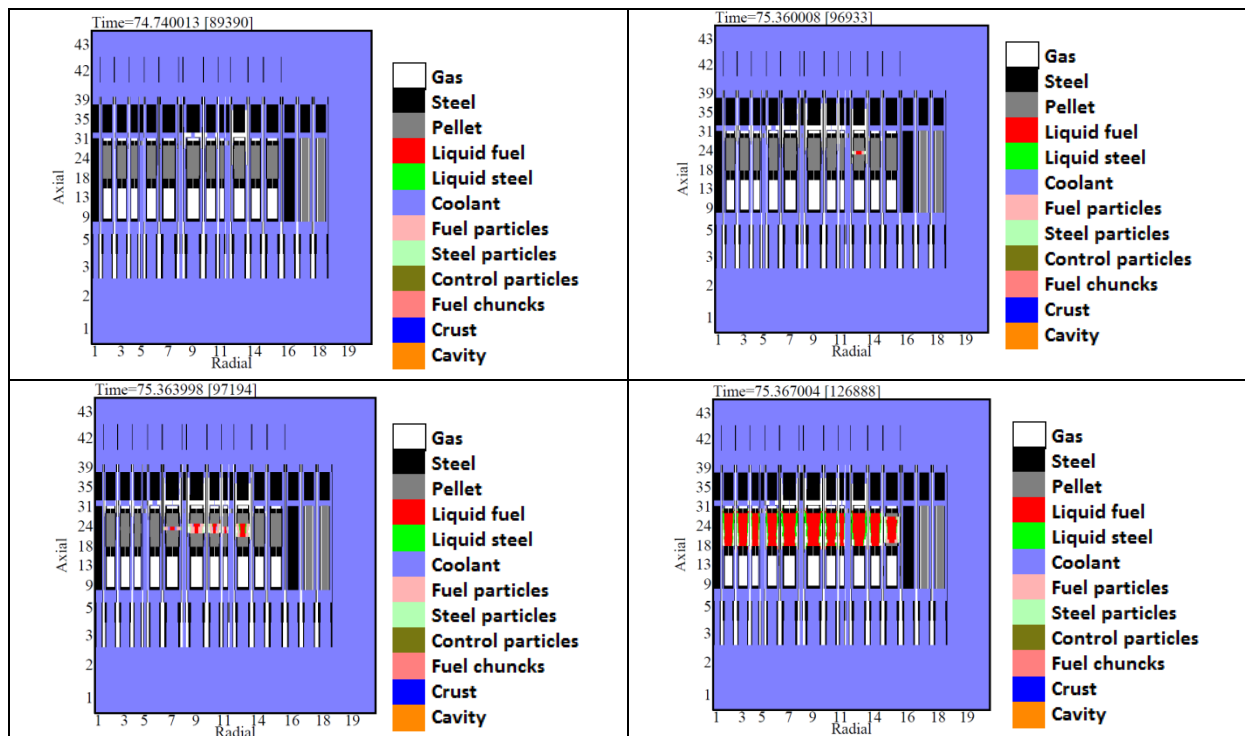 Time=74.740013 [89390]
43
42
39
35
31
24
18
13
9
5
3
2
1
Axial
1 3 5 7 9 11 14 16 18 19
Radial
Gas
Steel
Pellet
Liquid fuel
Liquid steel
Coolant
Fuel particles
Steel particles
Control particles
Fuel chuncks
Crust
Cavity
Time=75.360008 [96933]
43
42
39
35
31
24
18
13
9
5
3
2
1
Axial
1 3 5 7 9 11 14 16 18 19
Radial
Gas
Steel
Pellet
Liquid fuel
Liquid steel
Coolant
Fuel particles
Steel particles
Control particles
Fuel chuncks
Crust
Cavity
Time=75.363998 [97194]
43
42
39
35
31
24
18
13
9
5
3
2
1
Axial
1 3 5 7 9 11 14 16 18 19
Radial
Gas
Steel
Pellet
Liquid fuel
Liquid steel
Coolant
Fuel particles
Steel particles
Control particles
Fuel chuncks
Crust
Cavity
Time=75.367004 [126888]
43
42
39
35
31
24
18
13
9
5
3
2
1
Axial
1 3 5 7 9 11 14 16 18 19
Radial
Gas
Steel
Pellet
Liquid fuel
Liquid steel
Coolant
Fuel particles
Steel particles
Control particles
Fuel chuncks
Crust
Cavity